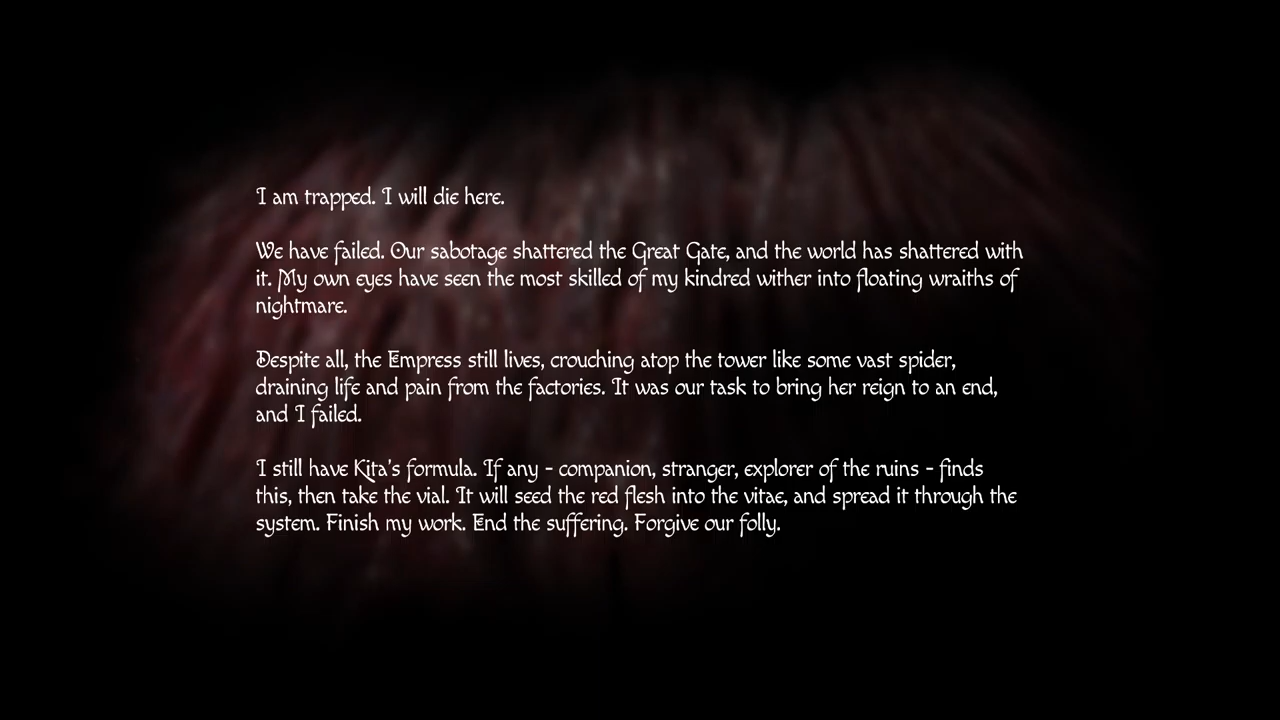 I am trapped. I will die here.
We have failed. Our sabotage shattered the Great Gate, and the world has shattered with
it. My own eyes have seen the most skilled of my kindred wither into floating wraiths of
nightmare.
Despite all, the Empress still lives, crouching atop the tower like some vast spider,
draining life and pain from the factories. It was our task to bring her reign to an end,
and I failed.
I still have Kita's formula. If any - companion, stranger, explorer of the ruins - finds
this, then take the vial. It will seed the red flesh into the vitae, and spread it through the
system. Finish my work. End the suffering. Forgive our folly.